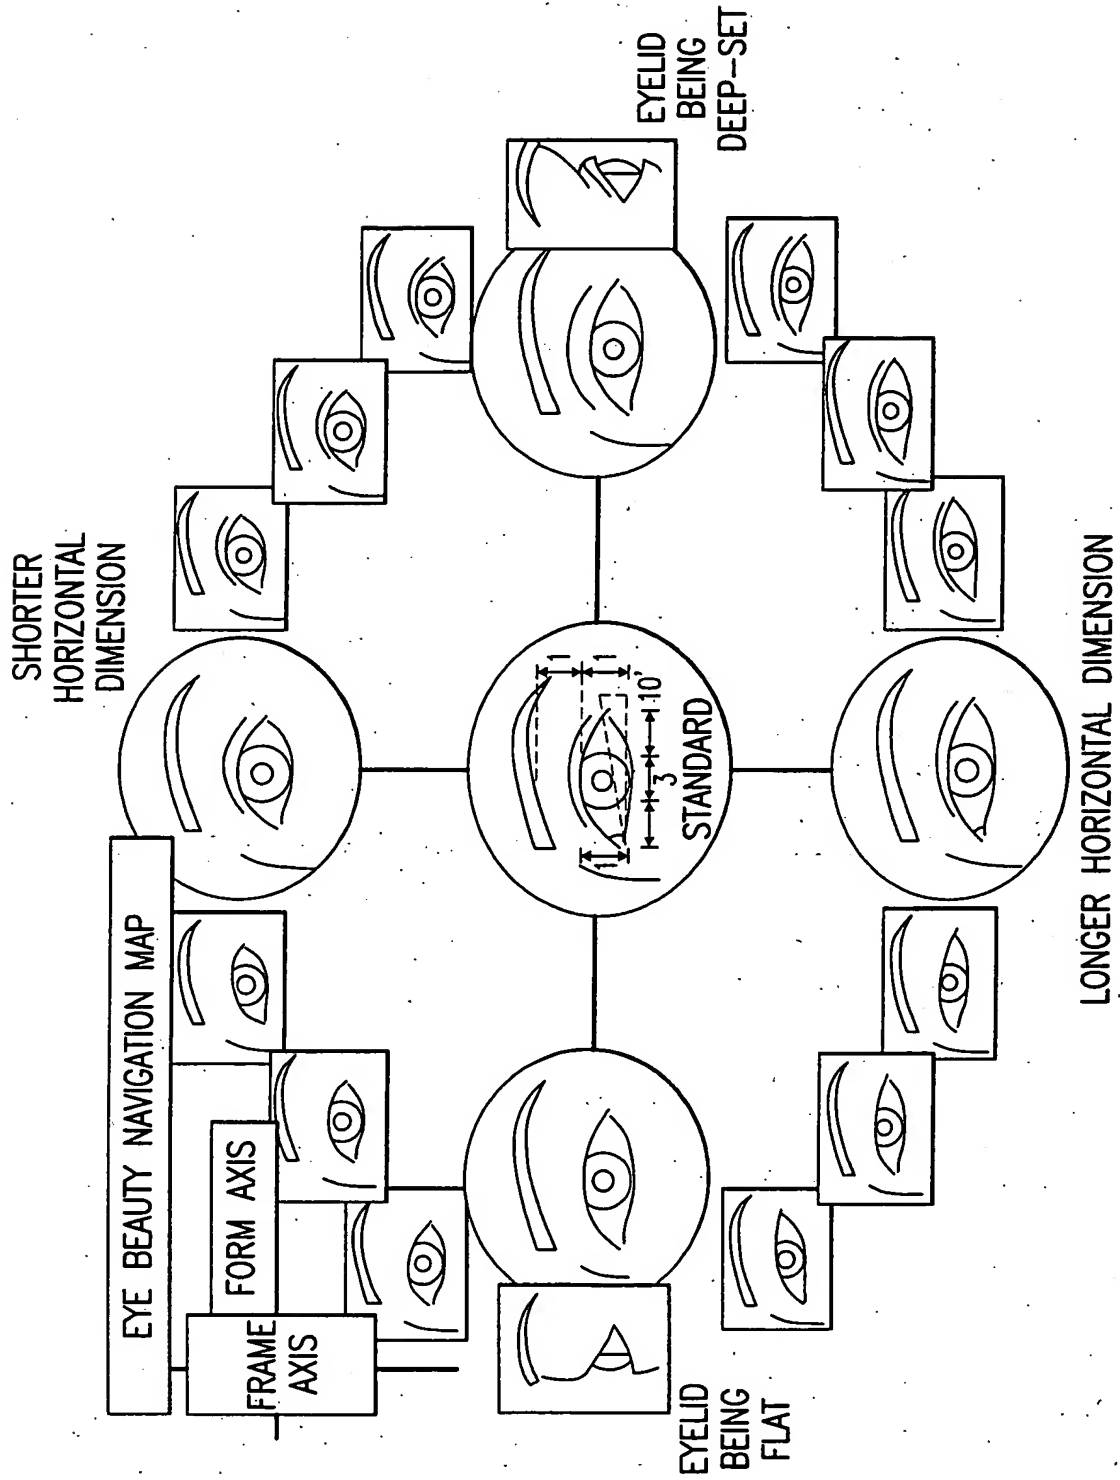 EYE BEAUTY NAVIGATION MAP
FRAME
AXIS
FORM AXIS
SHORTER
HORIZONTAL
DIMENSION
EYELID
BEING
FLAT
1
1
1
10'
3
STANDARD
EYELID
BEING
DEEP-SET
LONGER HORIZONTAL DIMENSION